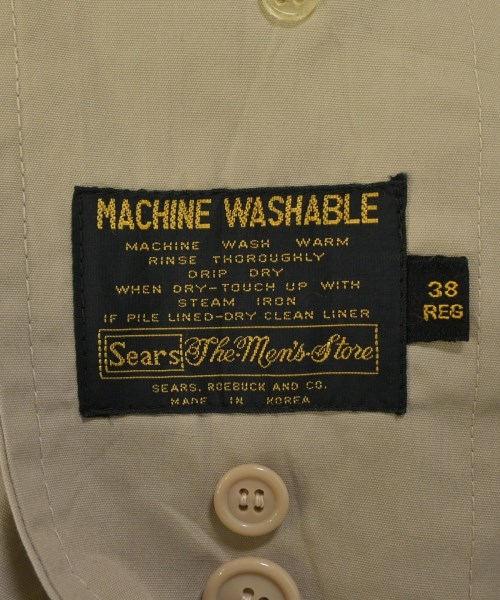 MACHINE WASHABLE
MACHINE WASH WARM
RINSE THOROUGHLY
DRIP DRY
WHEN DRY-TOUCH UP WITH
STEAM IRON
IF PILE LINED-DRY CLEAN LINER
Sears The-Men's-Store
SEARS, ROEBUCK AND CO.
MADE IN KOREA
38
REG